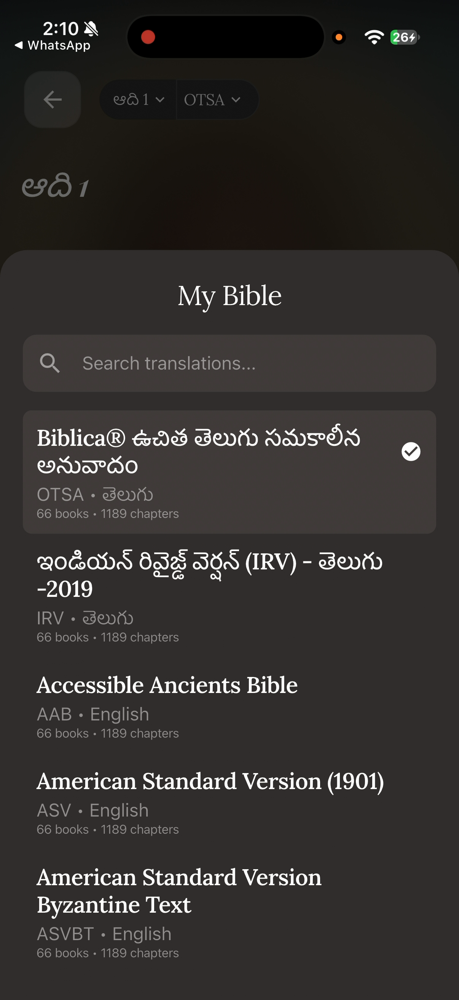 2:10
WhatsApp
26
ఆది 1
OTSA
ఆది 1
My Bible
Search translations...
Biblica® ఉచిత తెలుగు సమకాలీన
అనువాదం
OTSA • తెలుగు
66 books • 1189 chapters
ఇండియన్ రివైజ్డ్ వెర్షన్ (IRV) - తెలుగు
-2019
IRV • తెలుగు
66 books • 1189 chapters
Accessible Ancients Bible
AAB • English
66 books • 1189 chapters
American Standard Version (1901)
ASV • English
66 books • 1189 chapters
American Standard Version
Byzantine Text
ASVBT • English
66 books • 1189 chapters